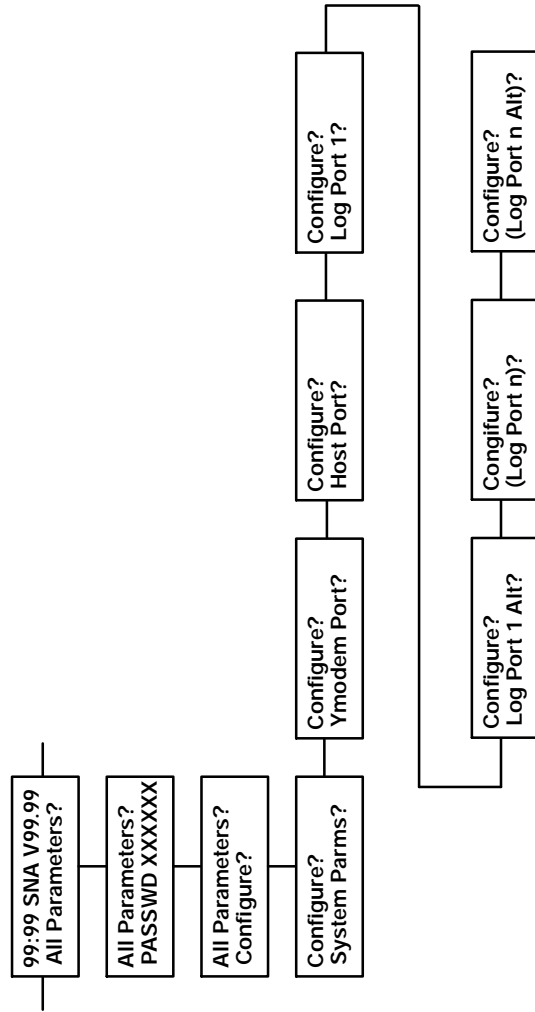 99:99 SNA V99.99
All Parameters?
All Parameters?
PASSWD XXXXXX
All Parameters?
Configure?
Configure?
System Parms?
Configure?
Ymodem Port?
Configure?
Host Port?
Configure?
Log Port 1?
Configure?
Log Port 1 Alt?
Congifure?
(Log Port n)?
Configure?
(Log Port n Alt)?